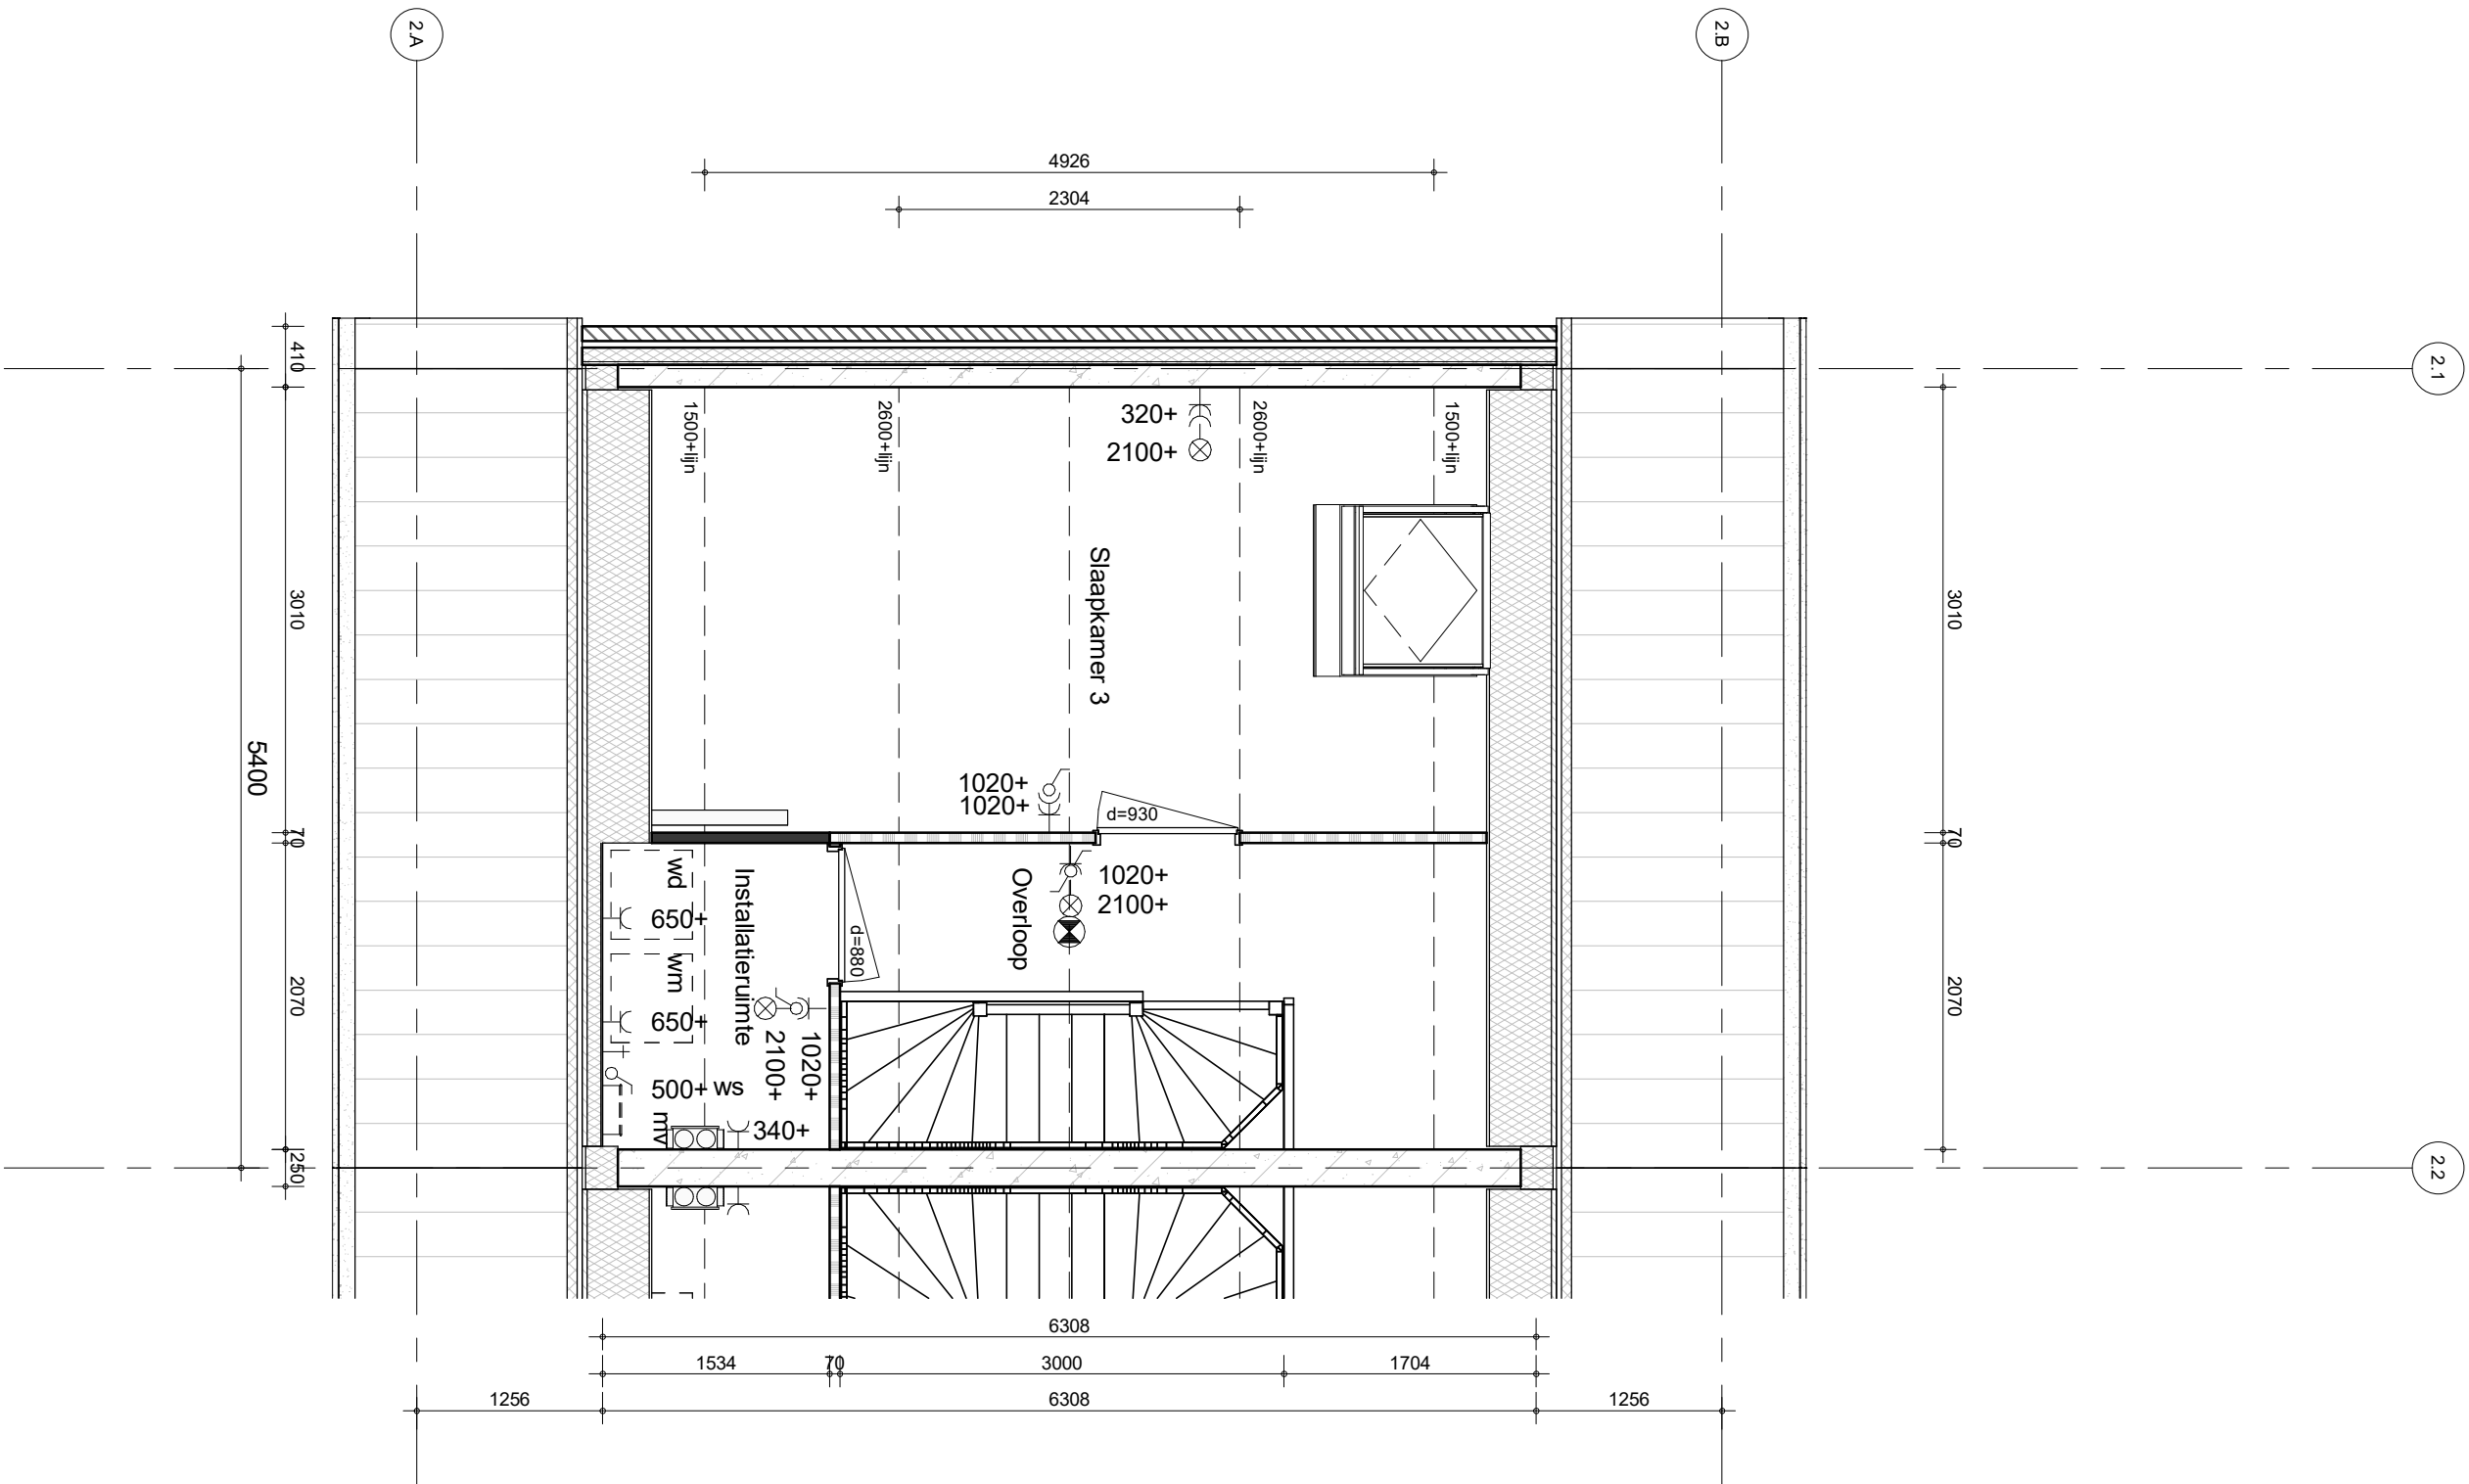 2.A
2.B
4926
2304
2.1
410
1500+lijn
2600+lijn
320+
2100+
2600+lijn
1500+lijn
3010
Slaapkamer 3
3010
5400
1020+
1020+
d=930
70
70
wd
650+
Installatieruimte
d=880
Overloop
1020+
2100+
wm
650+
2070
2070
1020+
2100+
500+ ws
mv
340+
250
2.2
6308
1534
70
3000
1704
1256
6308
1256